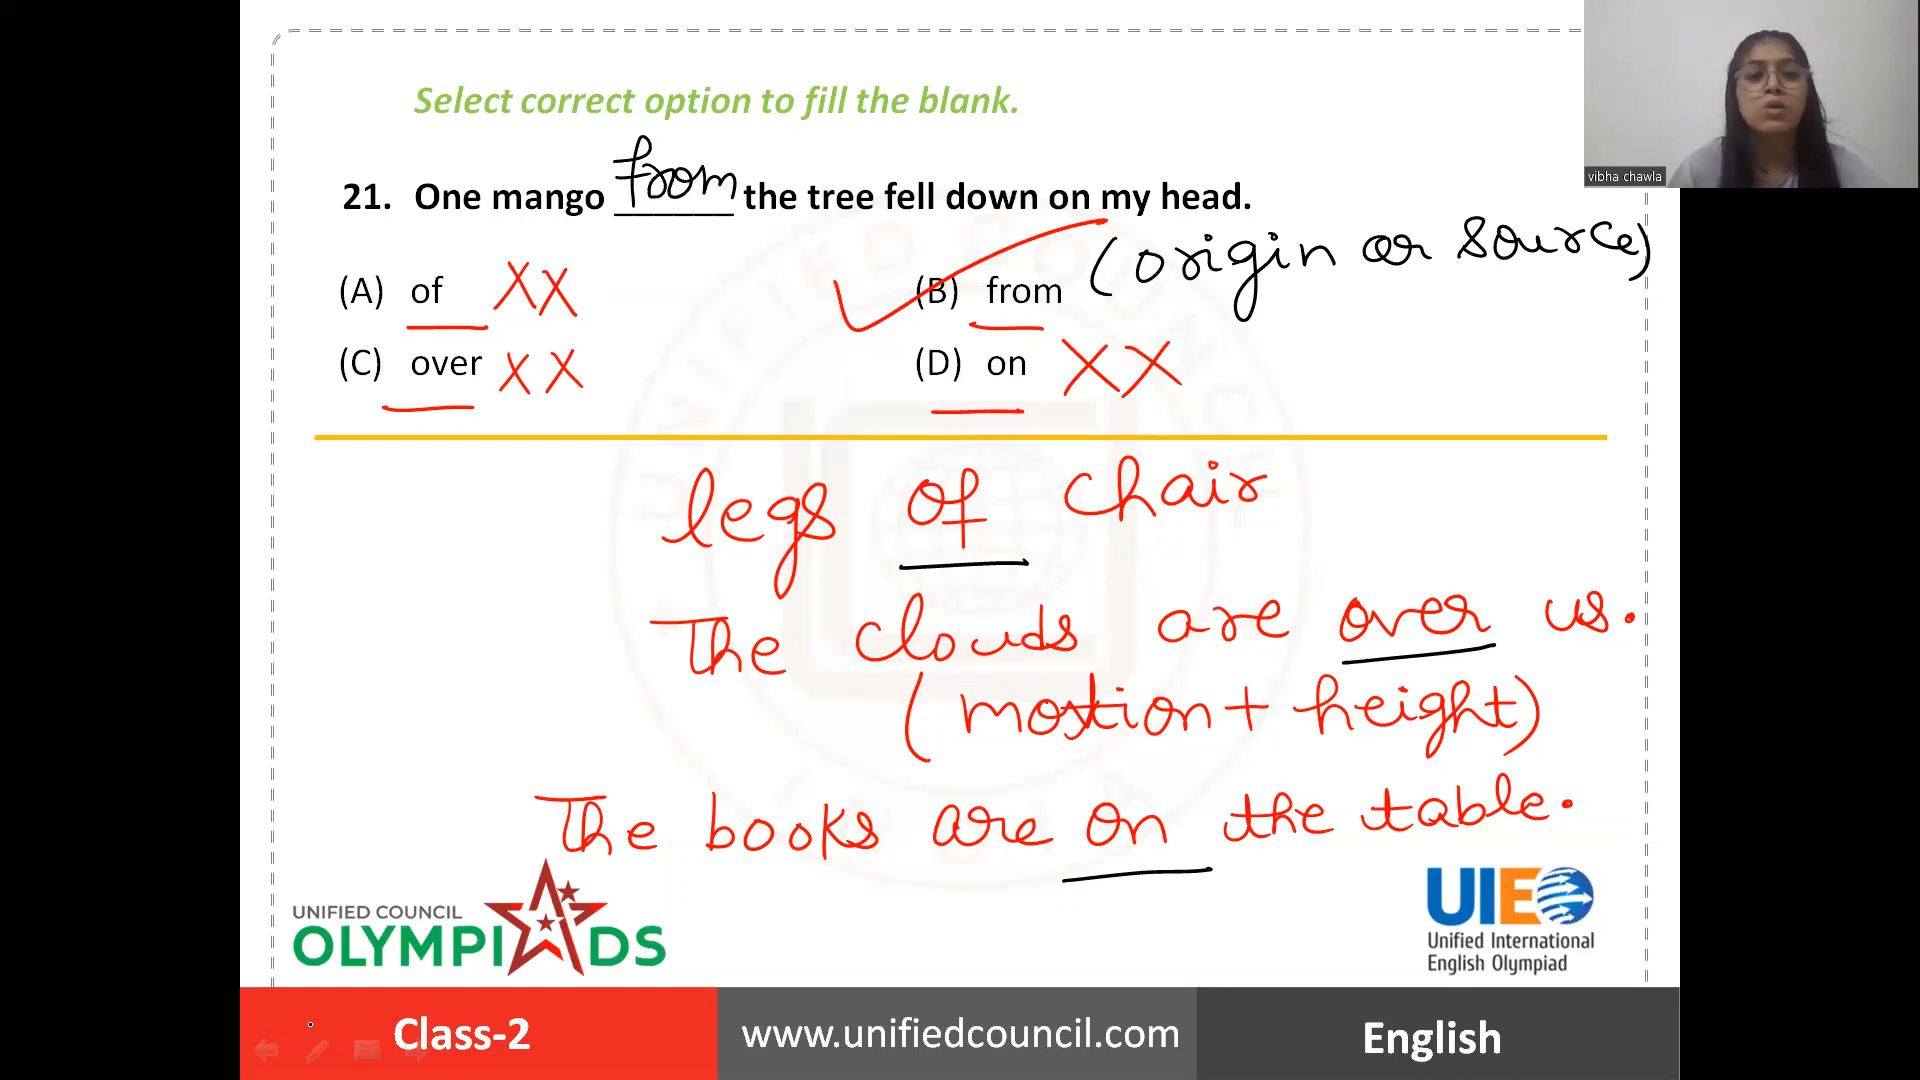 Select correct option to fill the blank.
vibha chawla
21. One mango from the tree fell down on my head.
(origin or source)
(A) of XX (B) from
(C) over XX (D) on XX
legs of chair
The clouds are over us.
(motion + height)
The books are on the table.
UNIFIED COUNCIL
OLYMPIADS
UIEO
Unified International
English Olympiad
Class-2 www.unifiedcouncil.com English